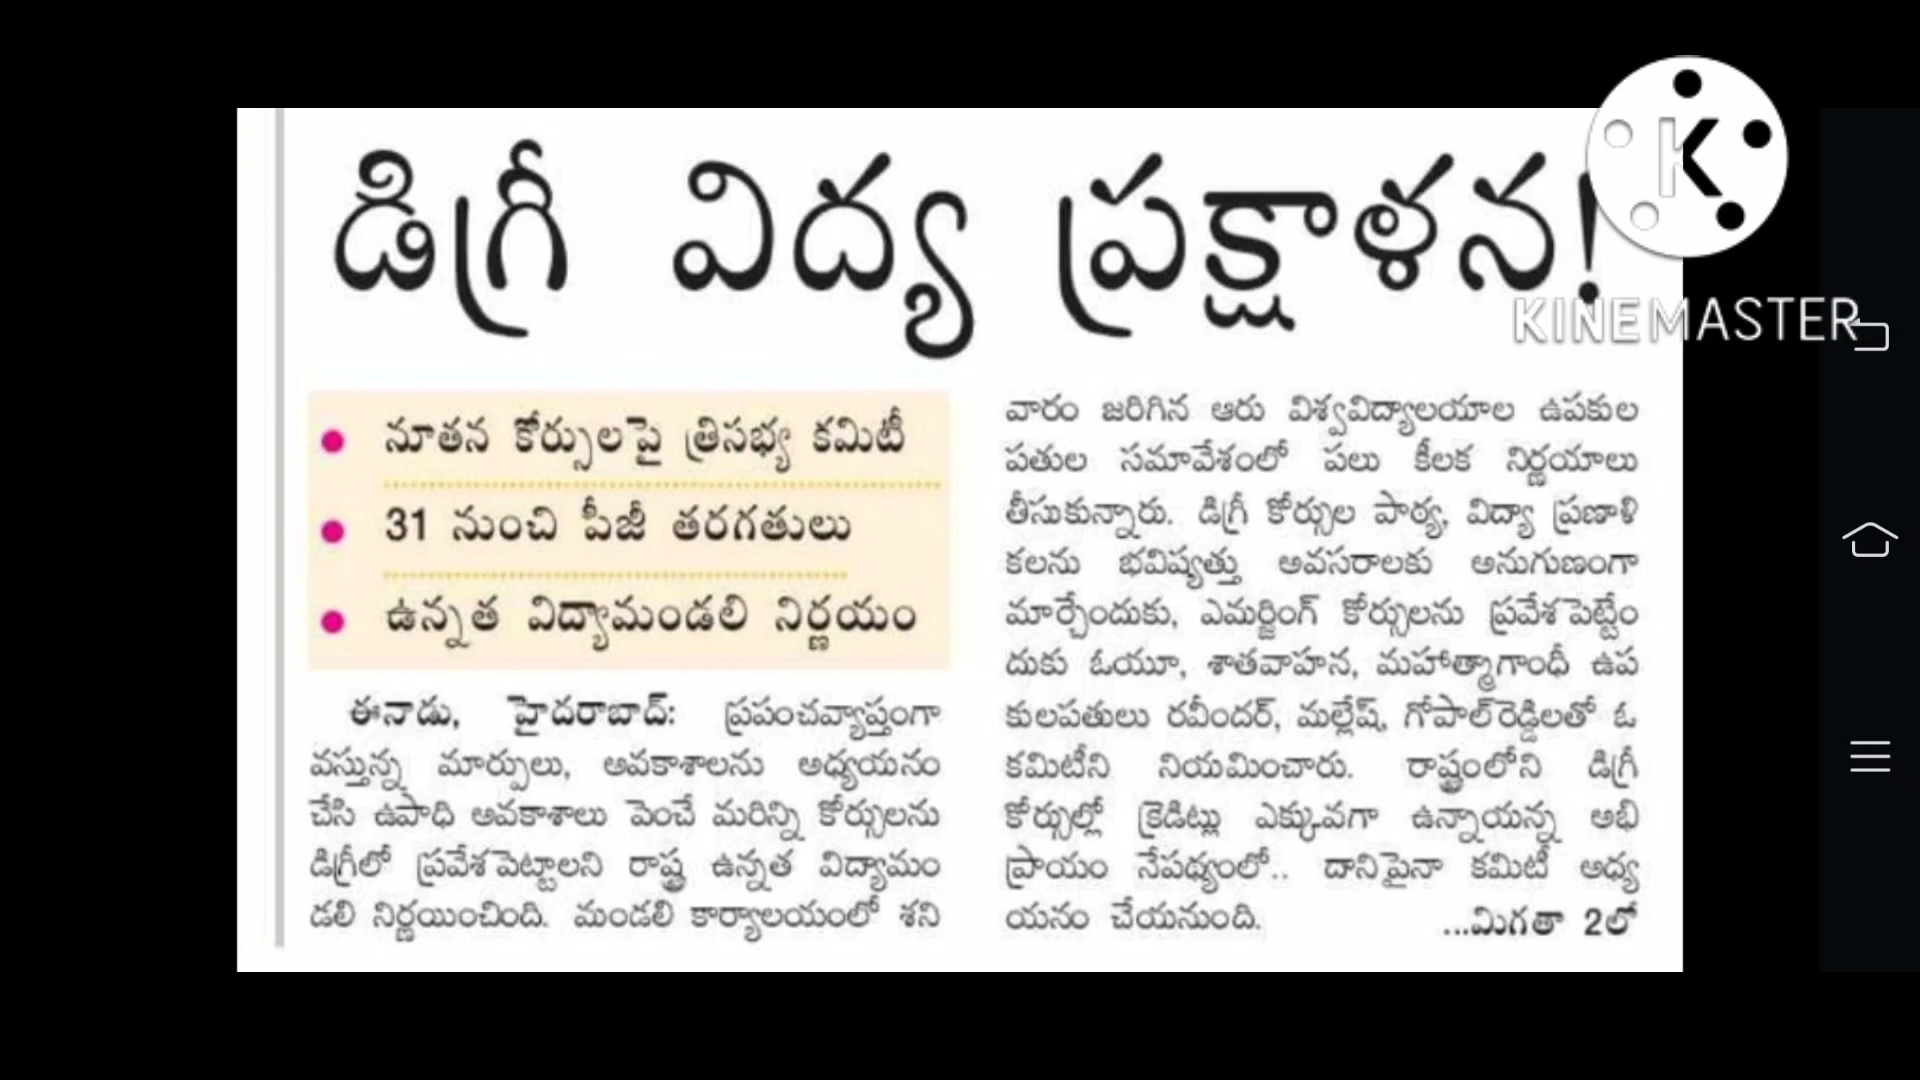 డిగ్రీ విద్య ప్రక్షాళన!
K
KINEMASTER
• నూతన కోర్సులపై త్రిసభ్య కమిటీ
• 31 నుంచి పీజీ తరగతులు
• ఉన్నత విద్యామండలి నిర్ణయం
ఈనాడు, హైదరాబాద్: ప్రపంచవ్యాప్తంగా
వస్తున్న మార్పులు, అవకాశాలను అధ్యయనం
చేసి ఉపాధి అవకాశాలు పెంచే మరిన్ని కోర్సులను
డిగ్రీలో ప్రవేశపెట్టాలని రాష్ట్ర ఉన్నత విద్యామం
డలి నిర్ణయించింది. మండలి కార్యాలయంలో శని
వారం జరిగిన ఆరు విశ్వవిద్యాలయాల ఉపకుల
పతుల సమావేశంలో పలు కీలక నిర్ణయాలు
తీసుకున్నారు. డిగ్రీ కోర్సుల పాఠ్య, విద్యా ప్రణాళి
కలను భవిష్యత్తు అవసరాలకు అనుగుణంగా
మార్చేందుకు, ఎమర్జింగ్ కోర్సులను ప్రవేశపెట్టేం
దుకు ఓయూ, శాతవాహన, మహాత్మాగాంధీ ఉప
కులపతులు రవీందర్, మల్లేష్, గోపాల్‌రెడ్డిలతో ఓ
కమిటీని నియమించారు. రాష్ట్రంలోని డిగ్రీ
కోర్సుల్లో క్రెడిట్లు ఎక్కువగా ఉన్నాయన్న అభి
ప్రాయం నేపథ్యంలో.. దానిపైనా కమిటీ అధ్య
యనం చేయనుంది. ...మిగతా 2లో